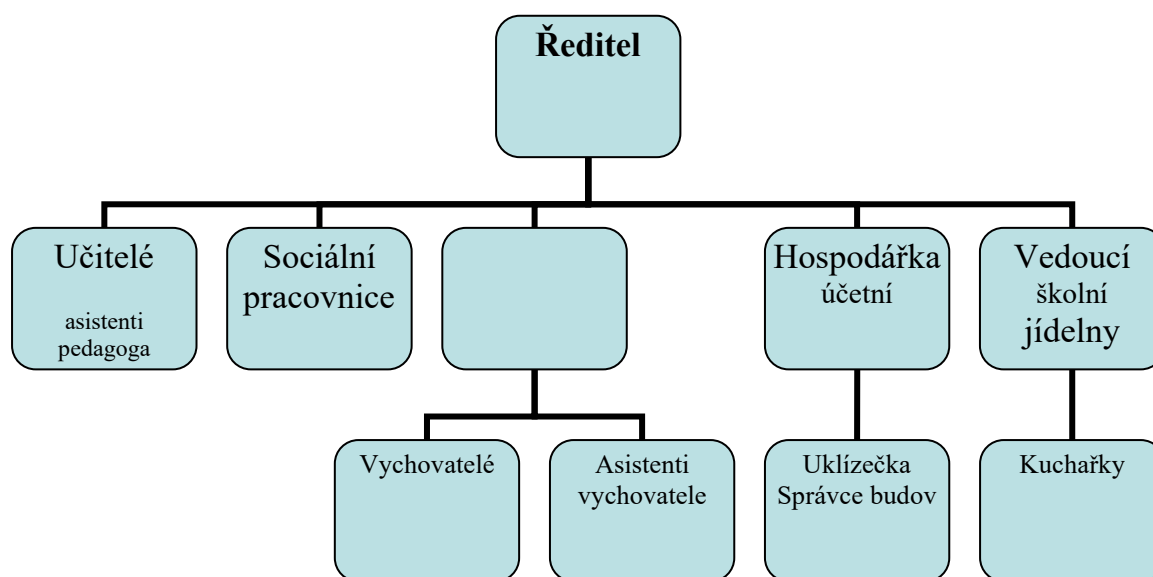 Ředitel
Učitelé
asistenti
pedagoga
Sociální
pracovnice
Hospodářka
účetní
Vedoucí
školní
jídelny
Vychovatelé
Asistenti
vychovatele
Uklízečka
Správce budov
Kuchařky